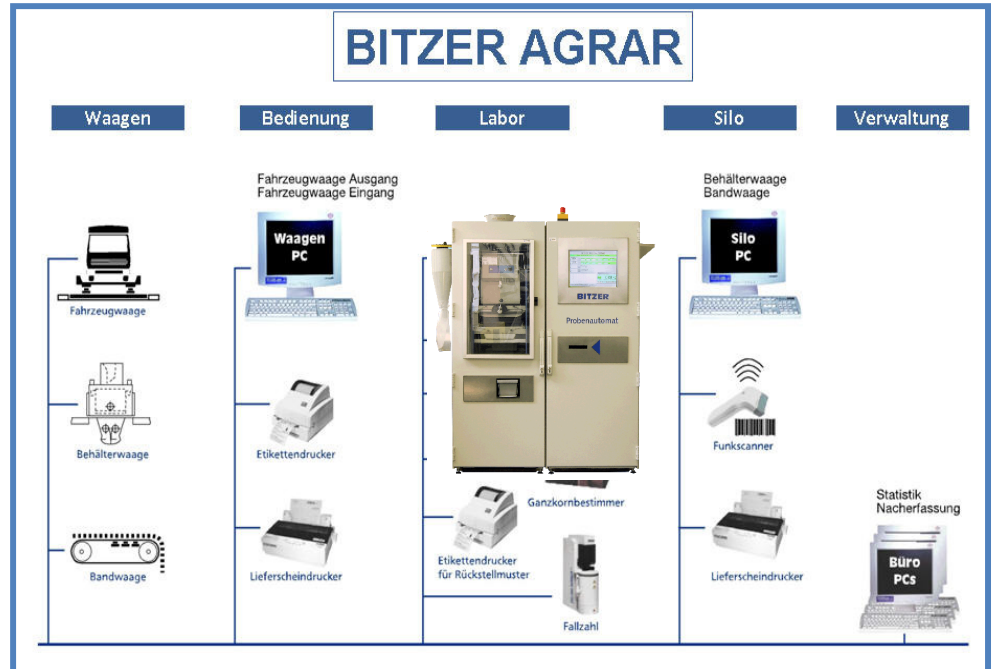 BITZER AGRAR
Waagen
Bedienung
Labor
Silo
Verwaltung
Fahrzeugwaage Ausgang
Fahrzeugwaage Eingang
Waagen
PC
Fahrzeugwaage
Behälterwaage
Bandwaage
Etikettendrucker
Lieferscheindrucker
BITZER
Probenautomat
Ganzkornbestimmer
Etikettendrucker
für Rückstellmuster
Fallzahl
Behälterwaage
Bandwaage
Silo
PC
Funkscanner
Lieferscheindrucker
Statistik
Nacherfassung
Büro
PCs